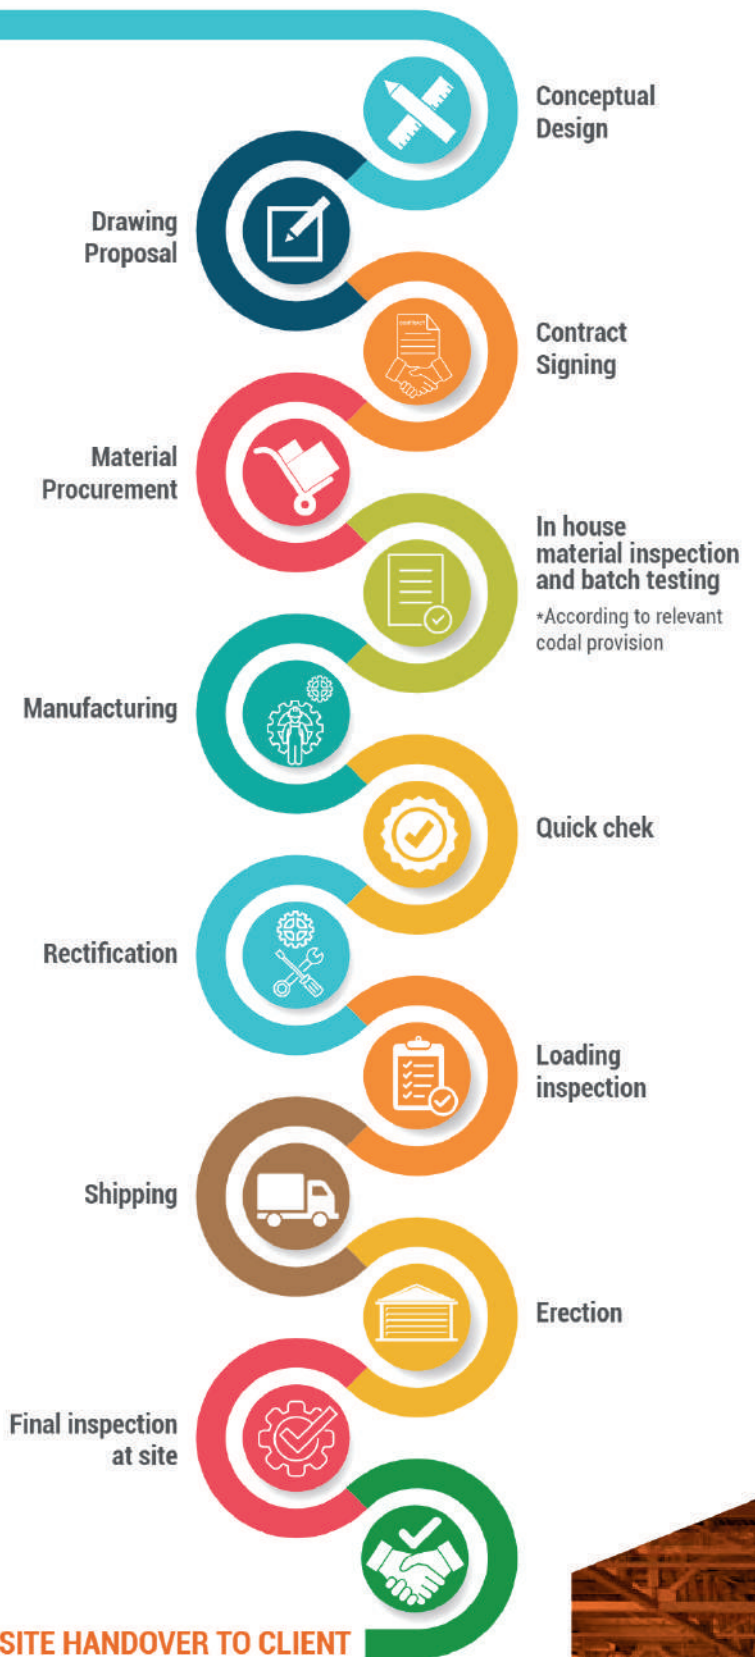 Conceptual
Design
Drawing
Proposal
contract
Contract
Signing
Material
Procurement
In house
material inspection
and batch testing
*According to relevant
codal provision
Manufacturing
Quick chek
Rectification
Loading
inspection
Shipping
Erection
Final inspection
at site
SITE HANDOVER TO CLIENT